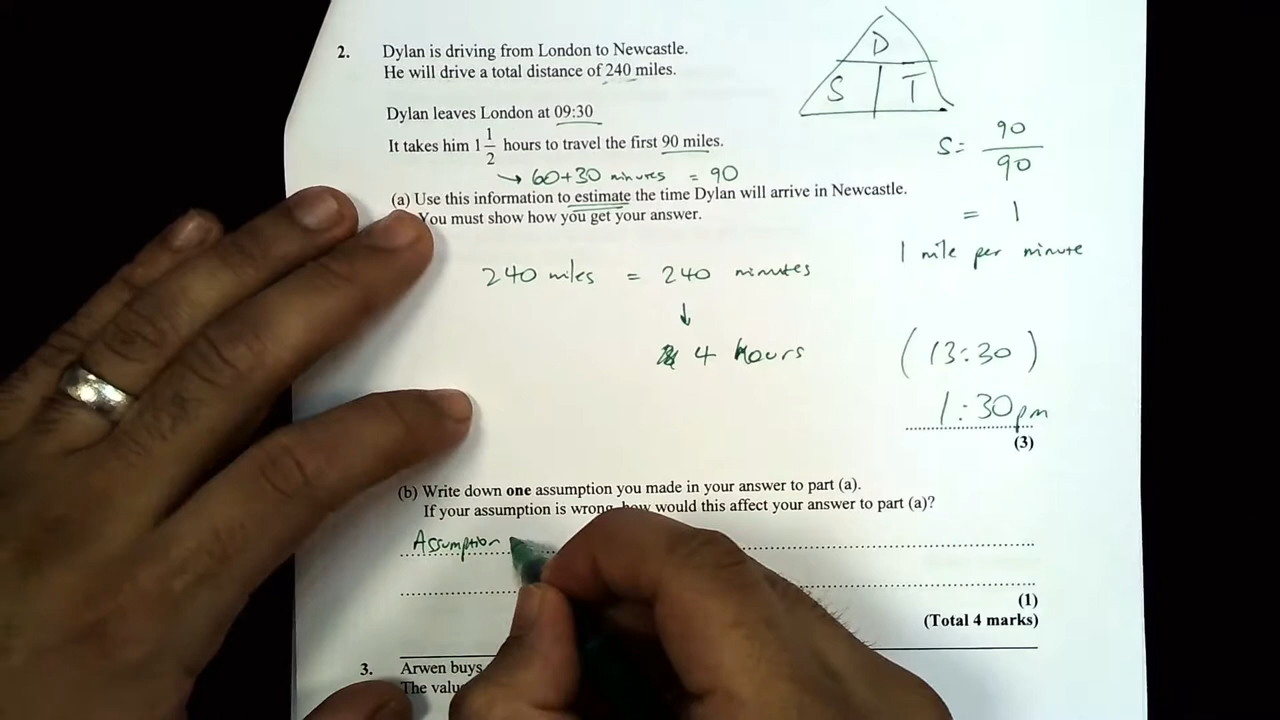 2. Dylan is driving from London to Newcastle.
He will drive a total distance of 240 miles.
D
S T
Dylan leaves London at 09:30
It takes him 1 1/2 hours to travel the first 90 miles.
→ 60+30 minutes = 90
S = 90/90
= 1
1 mile per minute
(a) Use this information to estimate the time Dylan will arrive in Newcastle.
You must show how you get your answer.
240 miles = 240 minutes
↓
4 hours
(13:30)
1:30pm
(3)
(b) Write down one assumption you made in your answer to part (a).
If your assumption is wrong, how would this affect your answer to part (a)?
Assumption
(1)
(Total 4 marks)
3. Arwen buys
The valu